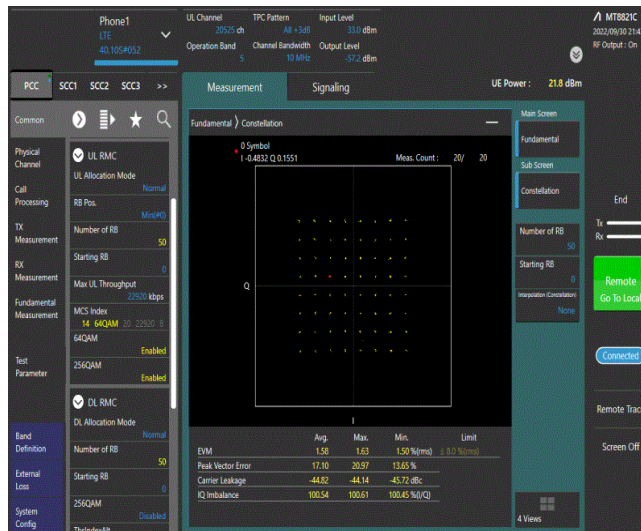 Phone1
LTE
40.105#052
UL Channel TPC Pattern Input Level
20525 ch All +3dB 33.0 dBm
Operation Band Channel Bandwidth Output Level
5 10 MHz -57.2 dBm
MT8821C
2022/09/30 21:4
RF Output : On
PCC SCC1 SCC2 SCC3 >>
Measurement Signaling
UE Power : 21.8 dBm
Common
Physical
Channel
Call
Processing
TX
Measurement
RX
Measurement
Fundamental
Measurement
Test
Parameter
Band
Definition
External
Loss
System
Config
UL RMC
UL Allocation Mode
Normal
RB Pos.
Min(#0)
Number of RB
50
Starting RB
0
Max UL Throughput
22920 kbps
MCS Index
14 64QAM 20 22920 8
64QAM
Enabled
256QAM
Enabled
DL RMC
DL Allocation Mode
Normal
Number of RB
50
Starting RB
0
256QAM
Disabled
TbsIndexAlt
Fundamental Constellation
0 Symbol
I -0.4832 Q 0.1551 Meas. Count : 20/ 20
Q
I
Avg. Max. Min. Limit
EVM 1.58 1.63 1.50 %(rms) ± 8.0 %(rms)
Peak Vector Error 17.10 20.97 13.65 %
Carrier Leakage -44.82 -44.14 -45.72 dBc
IQ Imbalance 100.54 100.61 100.45 %(I/Q)
Main Screen
Fundamental
Sub Screen
Constellation
Number of RB
50
Starting RB
0
Interpolation (Constellation)
None
4 Views
End
Tx
Rx
Remote
Go To Local
Connected
Remote Trac
Screen Off